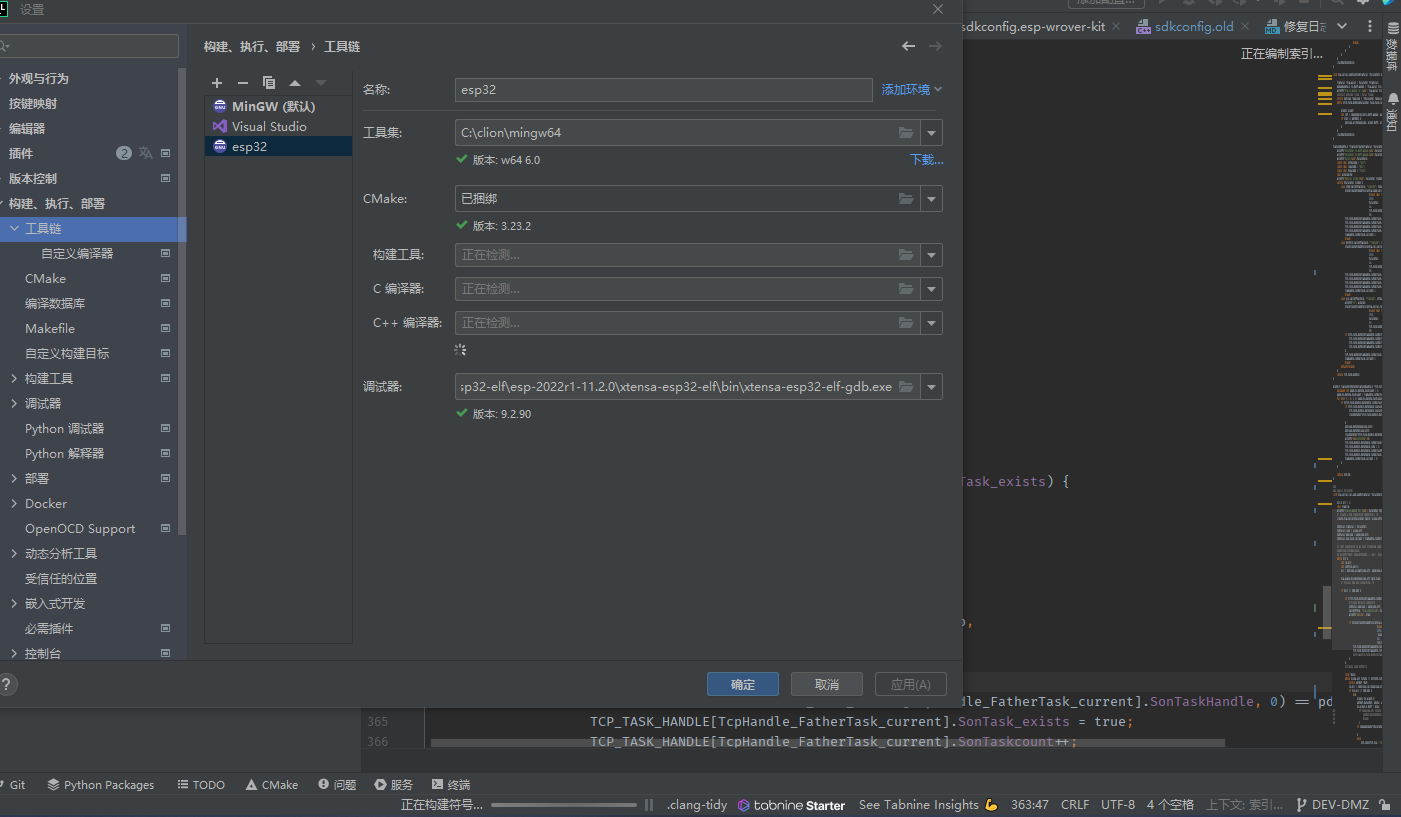 设置
添加配置...
构建、执行、部署 › 工具链
sdkconfig.esp-wrover-kit
sdkconfig.old
修复日志
正在编制索引...
数据库
通知
外观与行为
按键映射
编辑器
插件 2
版本控制
构建、执行、部署
工具链
自定义编译器
CMake
编译数据库
Makefile
自定义构建目标
构建工具
调试器
Python 调试器
Python 解释器
部署
Docker
OpenOCD Support
动态分析工具
受信任的位置
嵌入式开发
必需插件
控制台
MinGW (默认)
Visual Studio
esp32
名称: esp32 添加环境
工具集: C:\clion\mingw64
版本: w64 6.0 下载...
CMake: 已捆绑
版本: 3.23.2
构建工具: 正在检测...
C 编译器: 正在检测...
C++ 编译器: 正在检测...
调试器: sp32-elf\esp-2022r1-11.2.0\xtensa-esp32-elf\bin\xtensa-esp32-elf-gdb.exe
版本: 9.2.90
Task_exists) {
?
确定 取消 应用(A)
dle_FatherTask_current].SonTaskHandle, 0) == pd
365 TCP_TASK_HANDLE[TcpHandle_FatherTask_current].SonTask_exists = true;
366 TCP_TASK_HANDLE[TcpHandle_FatherTask_current].SonTaskcount++;
Git Python Packages TODO CMake 问题 服务 终端
正在构建符号... .clang-tidy tabnine Starter See Tabnine Insights 363:47 CRLF UTF-8 4 个空格 上下文: 索引... DEV-DMZ